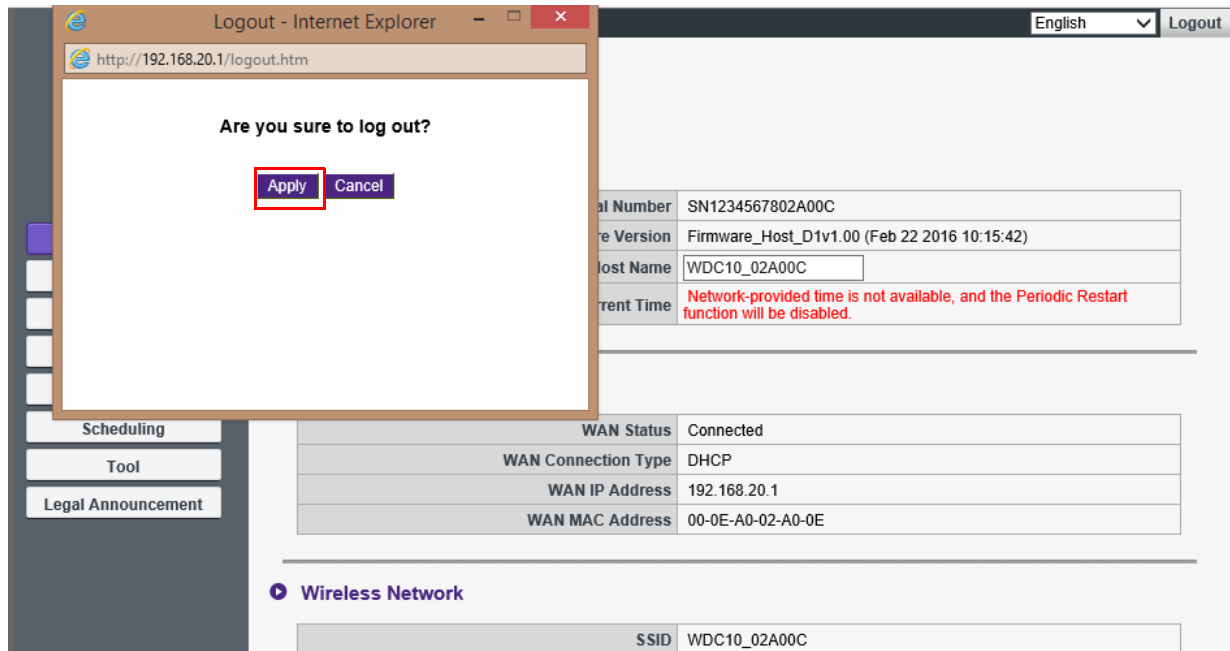 Logout - Internet Explorer
English
Logout
http://192.168.20.1/logout.htm
Are you sure to log out?
Apply
Cancel
al Number SN1234567802A00C
re Version Firmware_Host_D1v1.00 (Feb 22 2016 10:15:42)
Host Name WDC10_02A00C
rrent Time Network-provided time is not available, and the Periodic Restart
function will be disabled.
Scheduling
Tool
Legal Announcement
WAN Status Connected
WAN Connection Type DHCP
WAN IP Address 192.168.20.1
WAN MAC Address 00-0E-A0-02-A0-0E
Wireless Network
SSID WDC10_02A00C